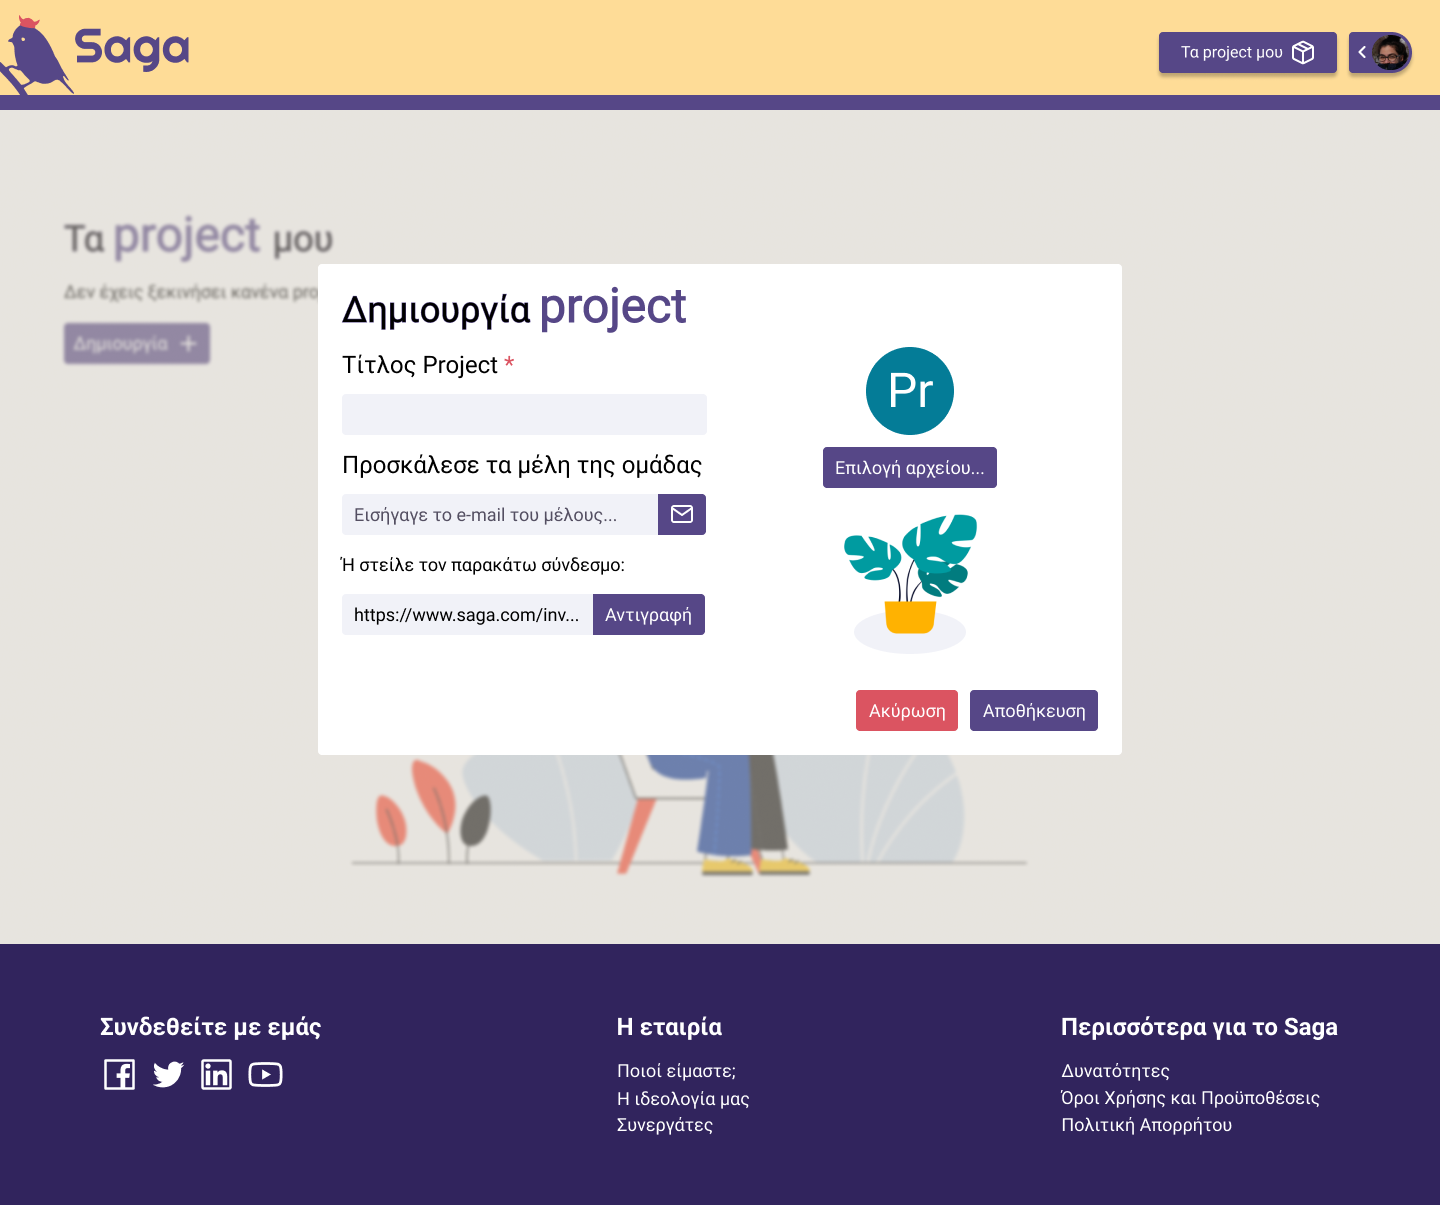 Saga
Τα project μου
Τα project μου
Δεν έχεις ξεκινήσει κανένα pro
Δημιουργία +
Δημιουργία project
Τίτλος Project *
Pr
Επιλογή αρχείου...
Προσκάλεσε τα μέλη της ομάδας
Εισήγαγε το e-mail του μέλους...
Ή στείλε τον παρακάτω σύνδεσμο:
https://www.saga.com/inv... Αντιγραφή
Ακύρωση Αποθήκευση
Συνδεθείτε με εμάς
Η εταιρία
Ποιοί είμαστε;
Η ιδεολογία μας
Συνεργάτες
Περισσότερα για το Saga
Δυνατότητες
Όροι Χρήσης και Προϋποθέσεις
Πολιτική Απορρήτου